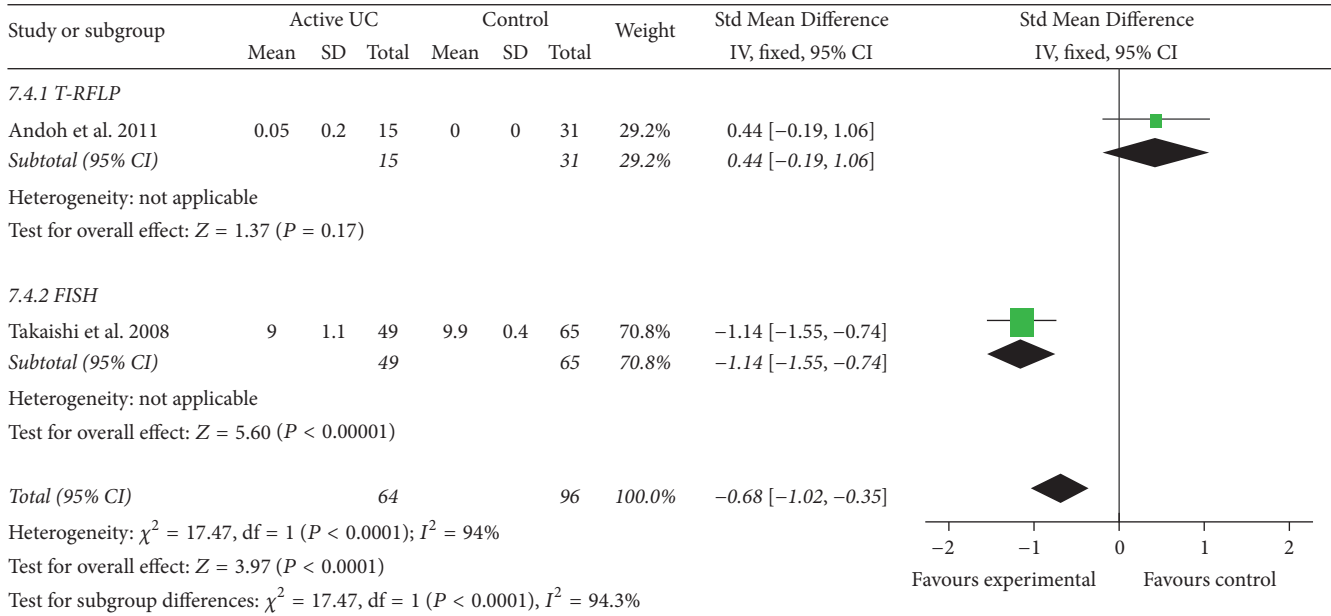 Study or subgroup Active UC Control Weight Std Mean Difference Std Mean Difference
Mean SD Total Mean SD Total IV, fixed, 95% CI IV, fixed, 95% CI
7.4.1 T-RFLP
Andoh et al. 2011 0.05 0.2 15 0 0 31 29.2% 0.44 [−0.19, 1.06]
Subtotal (95% CI) 15 31 29.2% 0.44 [−0.19, 1.06]
Heterogeneity: not applicable
Test for overall effect: Z = 1.37 (P = 0.17)
7.4.2 FISH
Takaishi et al. 2008 9 1.1 49 9.9 0.4 65 70.8% −1.14 [−1.55, −0.74]
Subtotal (95% CI) 49 65 70.8% −1.14 [−1.55, −0.74]
Heterogeneity: not applicable
Test for overall effect: Z = 5.60 (P < 0.00001)
Total (95% CI) 64 96 100.0% −0.68 [−1.02, −0.35]
Heterogeneity: χ² = 17.47, df = 1 (P < 0.0001); I² = 94%
Test for overall effect: Z = 3.97 (P < 0.0001)
Test for subgroup differences: χ² = 17.47, df = 1 (P < 0.0001), I² = 94.3%
−2 −1 0 1 2
Favours experimental Favours control